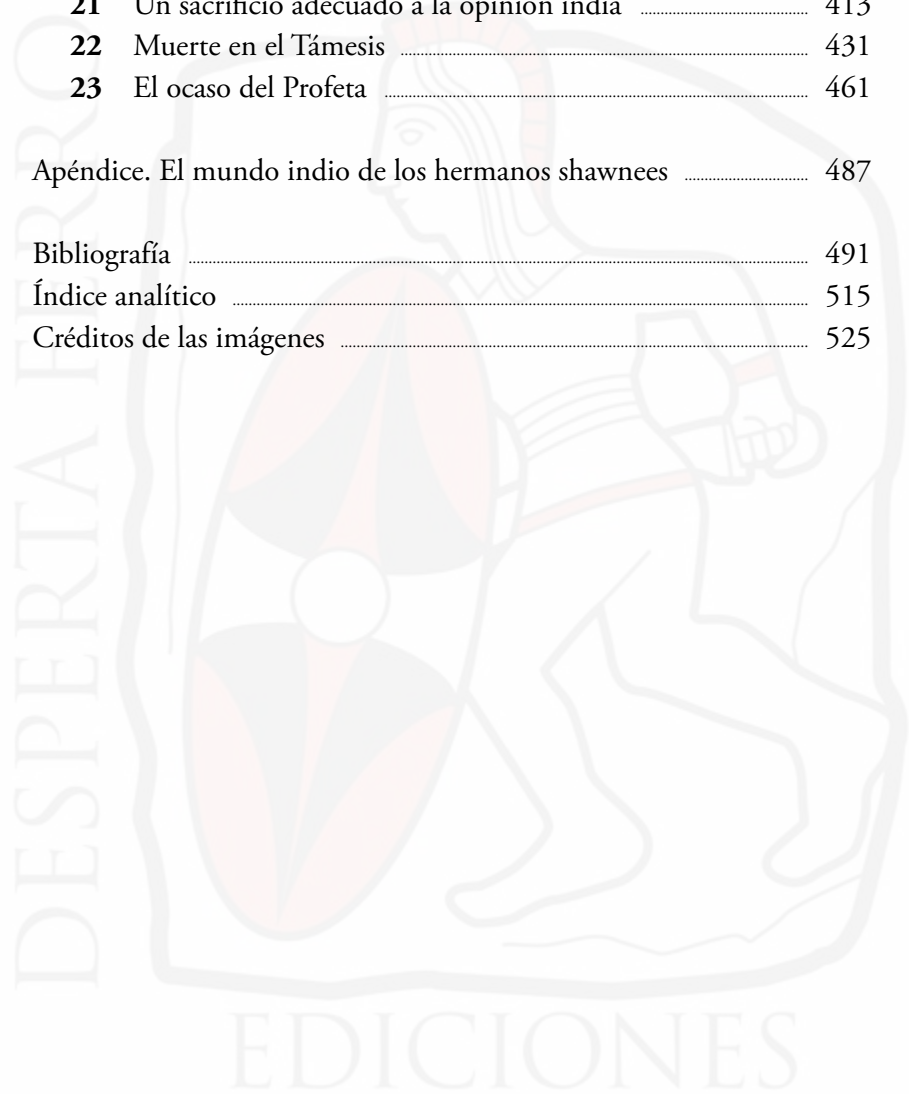 21 Un sacrificio adecuado a la opinión india 413
22 Muerte en el Támesis 431
23 El ocaso del Profeta 461
Apéndice. El mundo indio de los hermanos shawnees 487
Bibliografía 491
Índice analítico 515
Créditos de las imágenes 525
DESPERTA FERRO
EDICIONES